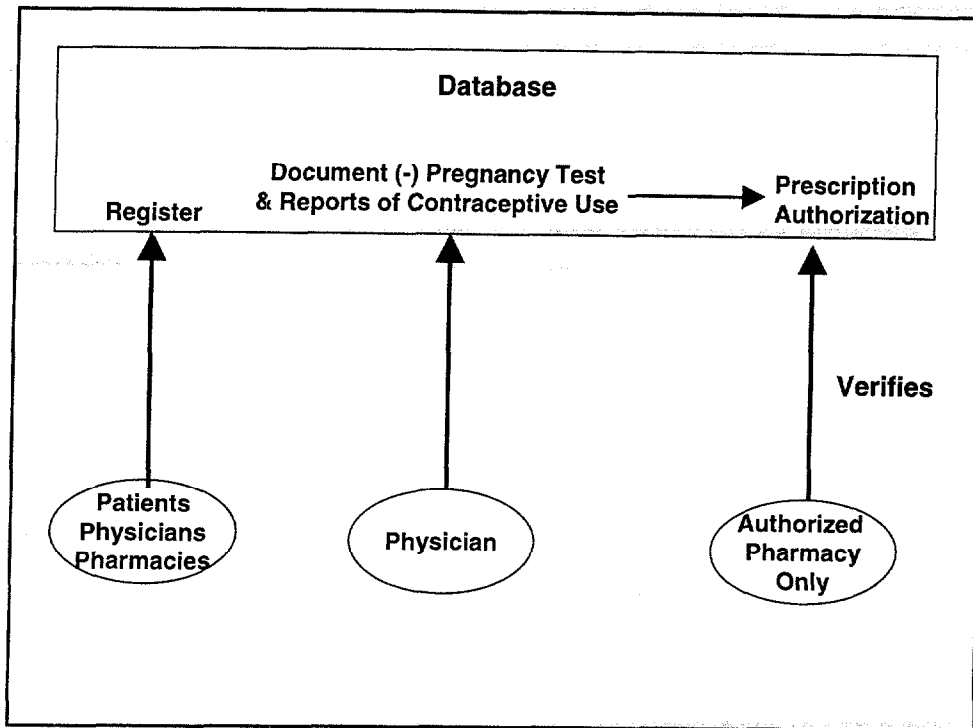 Database
Document (-) Pregnancy Test
& Reports of Contraceptive Use
Prescription
Authorization
Register
Verifies
Patients
Physicians
Pharmacies
Physician
Authorized
Pharmacy
Only